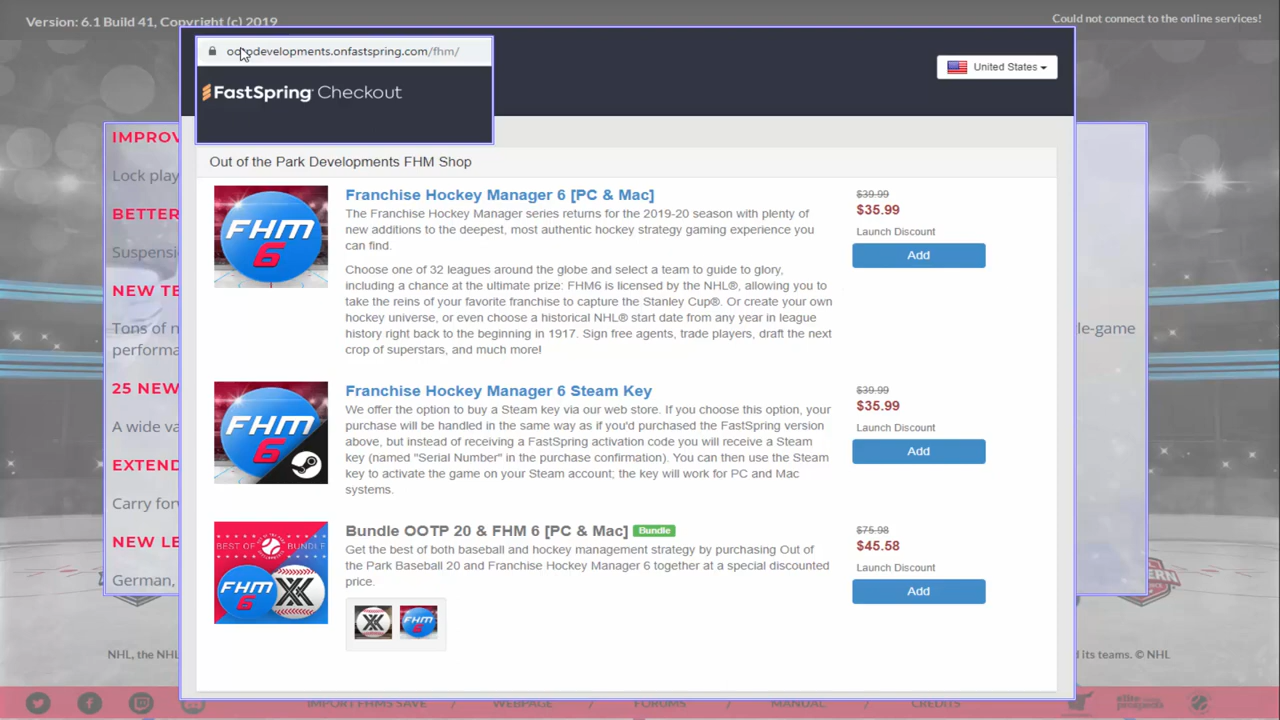 Version: 6.1 Build 41, Copyright (c) 2019
Could not connect to the online services!
developments.onfastspring.com/fhm/
United States
FastSpring Checkout
Out of the Park Developments FHM Shop
IMPROV
Lock play
BETTER
Suspensi
NEW TE
Tons of m
performa
le-game
25 NEW
A wide va
EXTEND
Carry for
NEW LE
German,
FHM 6
Franchise Hockey Manager 6 [PC & Mac]
The Franchise Hockey Manager series returns for the 2019-20 season with plenty of
new additions to the deepest, most authentic hockey strategy gaming experience you
can find.
Choose one of 32 leagues around the globe and select a team to guide to glory,
including a chance at the ultimate prize: FHM6 is licensed by the NHL®, allowing you to
take the reins of your favorite franchise to capture the Stanley Cup®. Or create your own
hockey universe, or even choose a historical NHL® start date from any year in league
history right back to the beginning in 1917. Sign free agents, trade players, draft the next
crop of superstars, and much more!
$39.99
$35.99
Launch Discount
Add
FHM 6
Franchise Hockey Manager 6 Steam Key
We offer the option to buy a Steam key via our web store. If you choose this option, your
purchase will be handled in the same way as if you'd purchased the FastSpring version
above, but instead of receiving a FastSpring activation code you will receive a Steam
key (named "Serial Number" in the purchase confirmation). You can then use the Steam
key to activate the game on your Steam account; the key will work for PC and Mac
systems.
$39.99
$35.99
Launch Discount
Add
BEST OF BUNDLE
FHM 6 XX
Bundle OOTP 20 & FHM 6 [PC & Mac] Bundle
Get the best of both baseball and hockey management strategy by purchasing Out of
the Park Baseball 20 and Franchise Hockey Manager 6 together at a special discounted
price.
XX FHM 6
$75.98
$45.58
Launch Discount
Add
NHL, the NH
d its teams. © NHL
IMPORT FHM5 SAVE WEBPAGE FORUMS MANUAL CREDITS